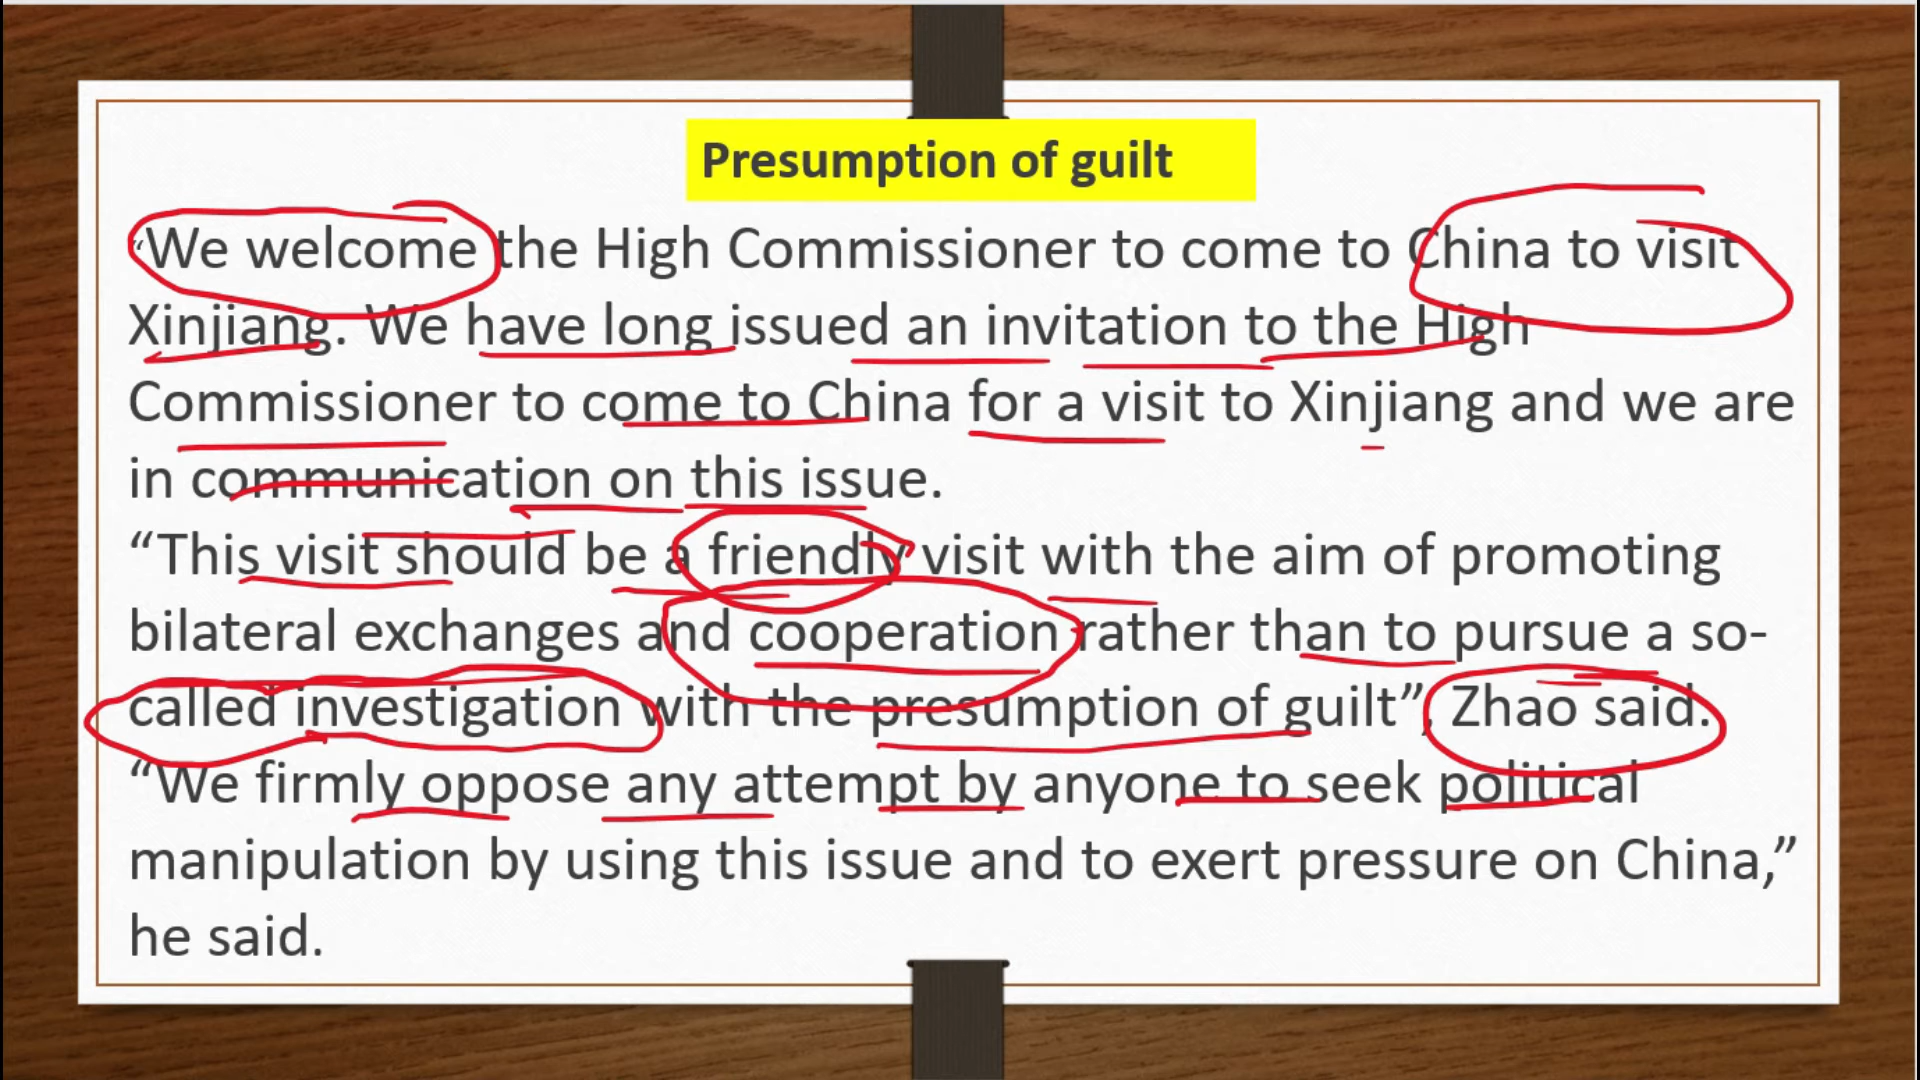 Presumption of guilt
“We welcome the High Commissioner to come to China to visit
Xinjiang. We have long issued an invitation to the High
Commissioner to come to China for a visit to Xinjiang and we are
in communication on this issue.
“This visit should be a friendly visit with the aim of promoting
bilateral exchanges and cooperation rather than to pursue a so-
called investigation with the presumption of guilt”, Zhao said.
“We firmly oppose any attempt by anyone to seek political
manipulation by using this issue and to exert pressure on China,”
he said.